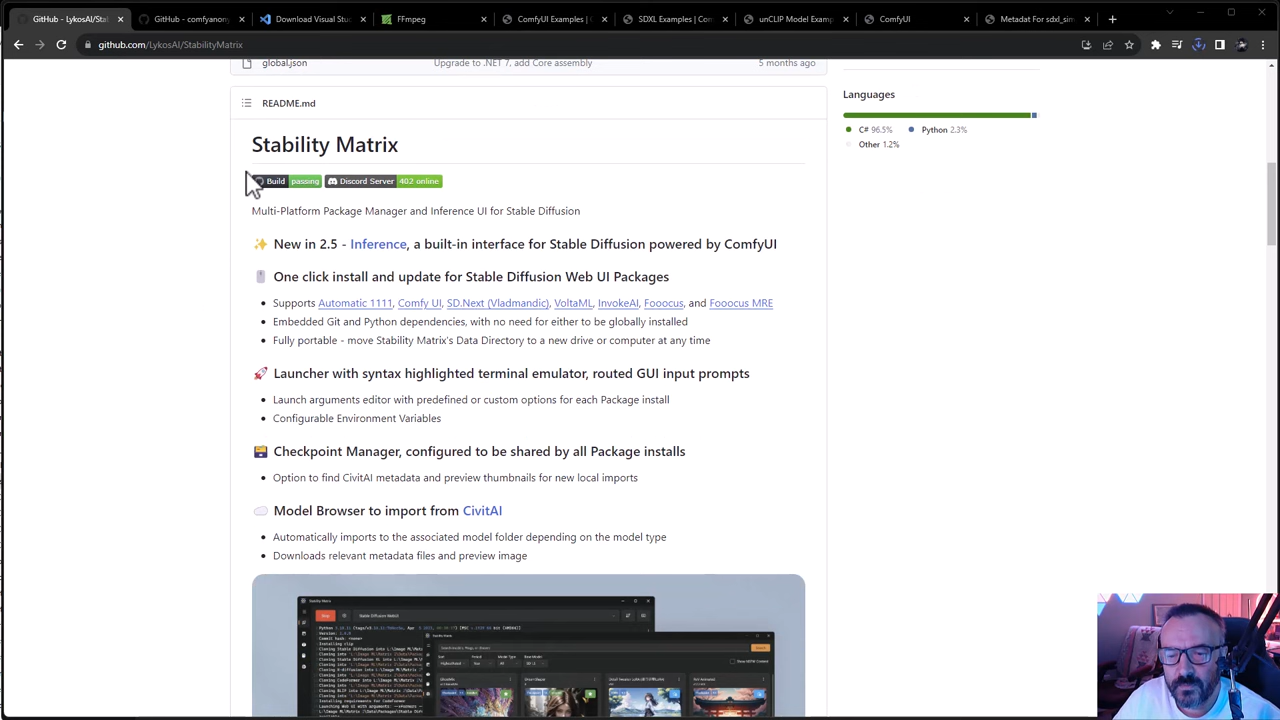 GitHub - LykosAI/Sta
GitHub - comfyanony
Download Visual Stu
FFmpeg
ComfyUI Examples | C
SDXL Examples | Com
unCLIP Model Examp
ComfyUI
Metadat For sdxl_sim
github.com/LykosAI/StabilityMatrix
global.json
Upgrade to .NET 7, add Core assembly
5 months ago
README.md
Languages
C# 96.5%
Python 2.3%
Other 1.2%
Stability Matrix
Build passing
Discord Server 402 online
Multi-Platform Package Manager and Inference UI for Stable Diffusion
✨ New in 2.5 - Inference, a built-in interface for Stable Diffusion powered by ComfyUI
One click install and update for Stable Diffusion Web UI Packages
Supports Automatic 1111, Comfy UI, SD.Next (Vladmandic), VoltaML, InvokeAI, Fooocus, and Fooocus MRE
Embedded Git and Python dependencies, with no need for either to be globally installed
Fully portable - move Stability Matrix's Data Directory to a new drive or computer at any time
🚀 Launcher with syntax highlighted terminal emulator, routed GUI input prompts
Launch arguments editor with predefined or custom options for each Package install
Configurable Environment Variables
Checkpoint Manager, configured to be shared by all Package installs
Option to find CivitAI metadata and preview thumbnails for new local imports
Model Browser to import from CivitAI
Automatically imports to the associated model folder depending on the model type
Downloads relevant metadata files and preview image